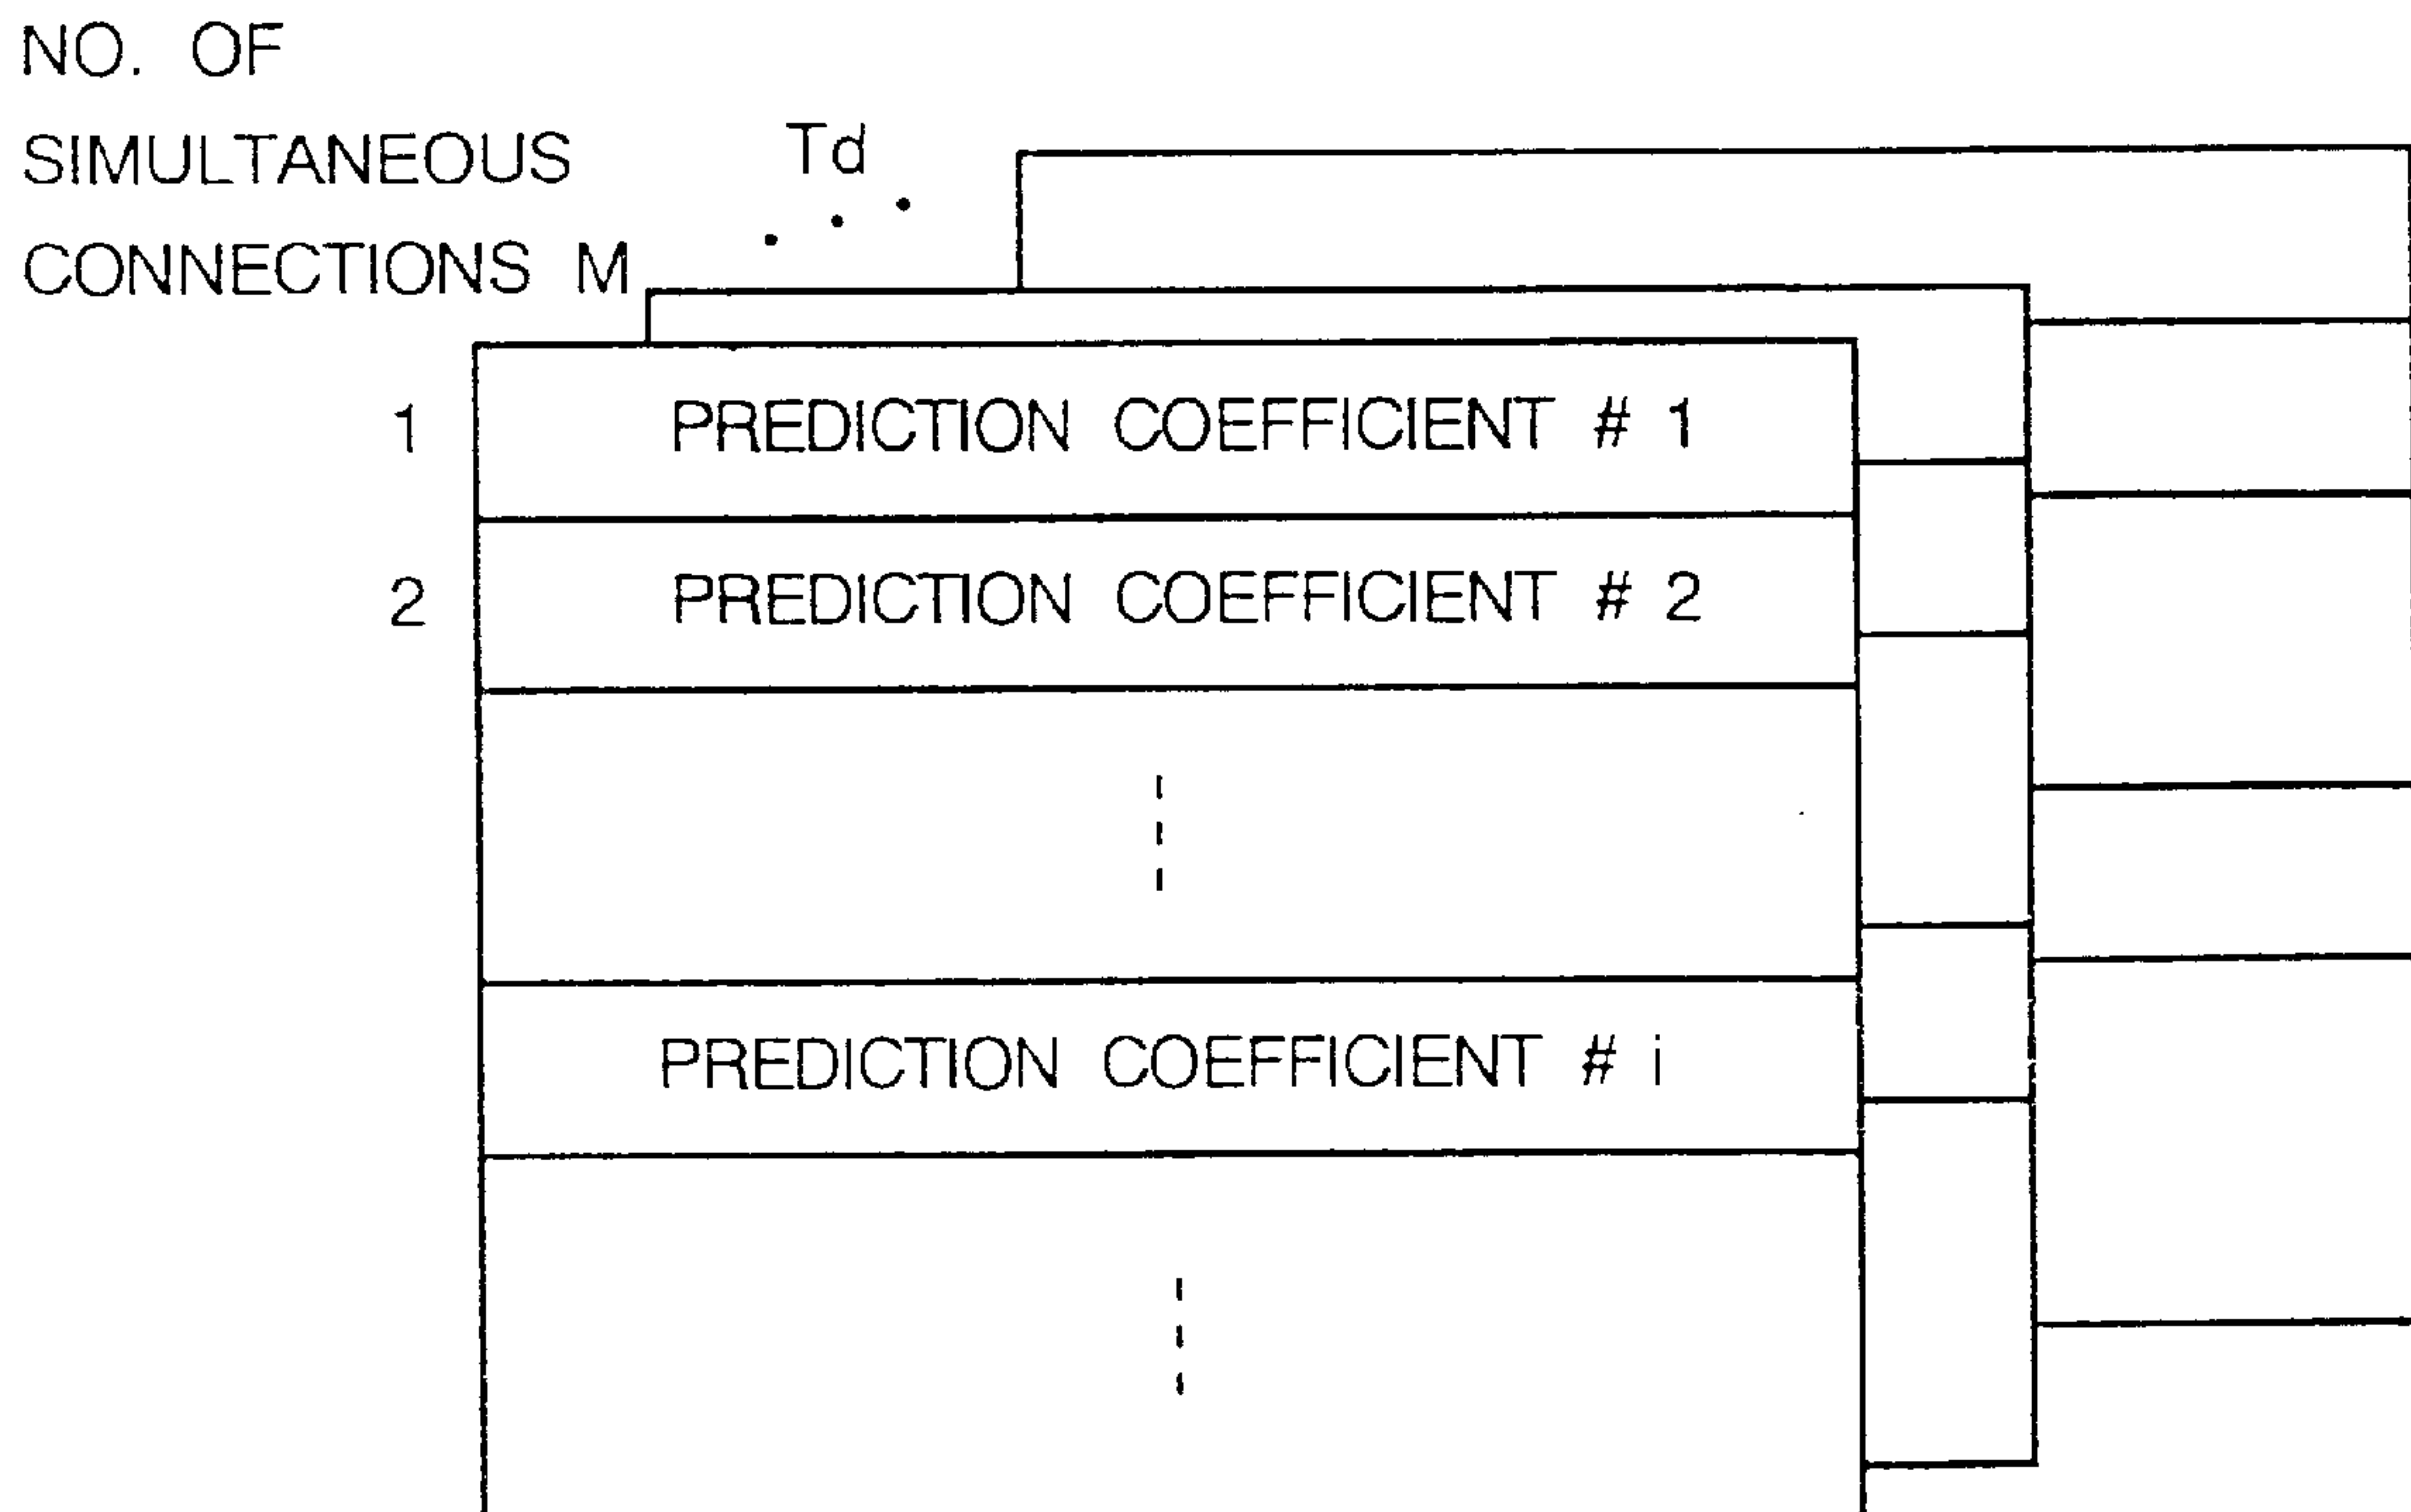 NO. OF
SIMULTANEOUS
CONNECTIONS M
Td
1 PREDICTION COEFFICIENT # 1
2 PREDICTION COEFFICIENT # 2
PREDICTION COEFFICIENT # i